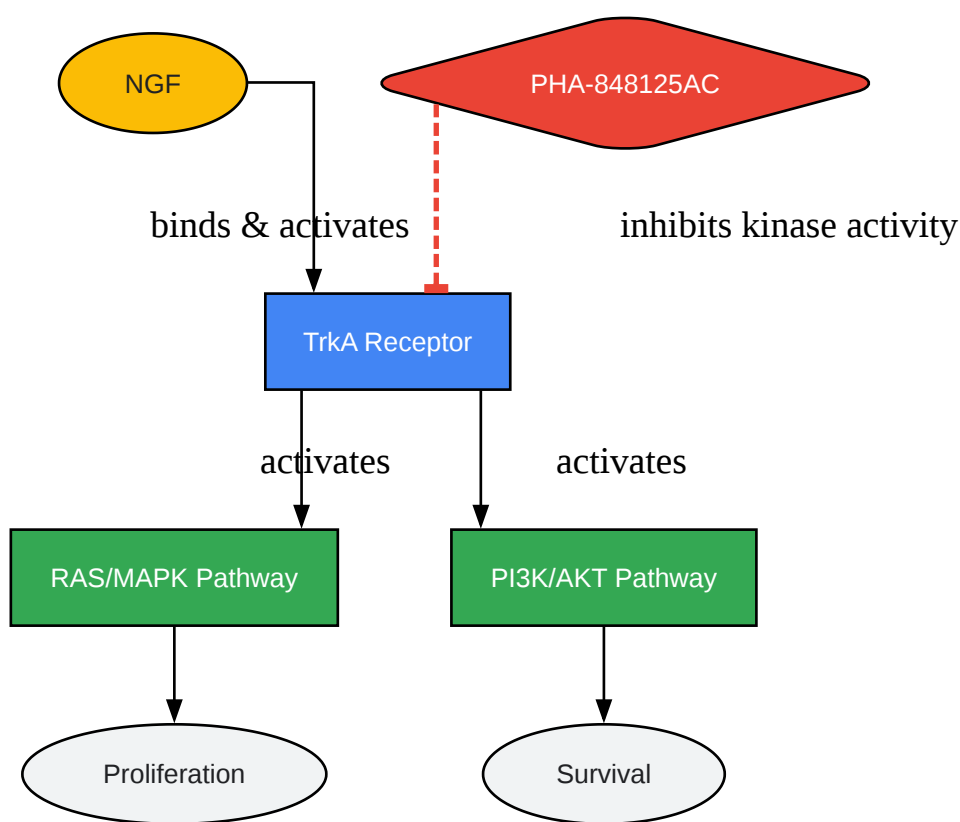 NGF
PHA-848125AC
binds & activates
inhibits kinase activity
TrkA Receptor
activates
activates
RAS/MAPK Pathway
PI3K/AKT Pathway
Proliferation
Survival